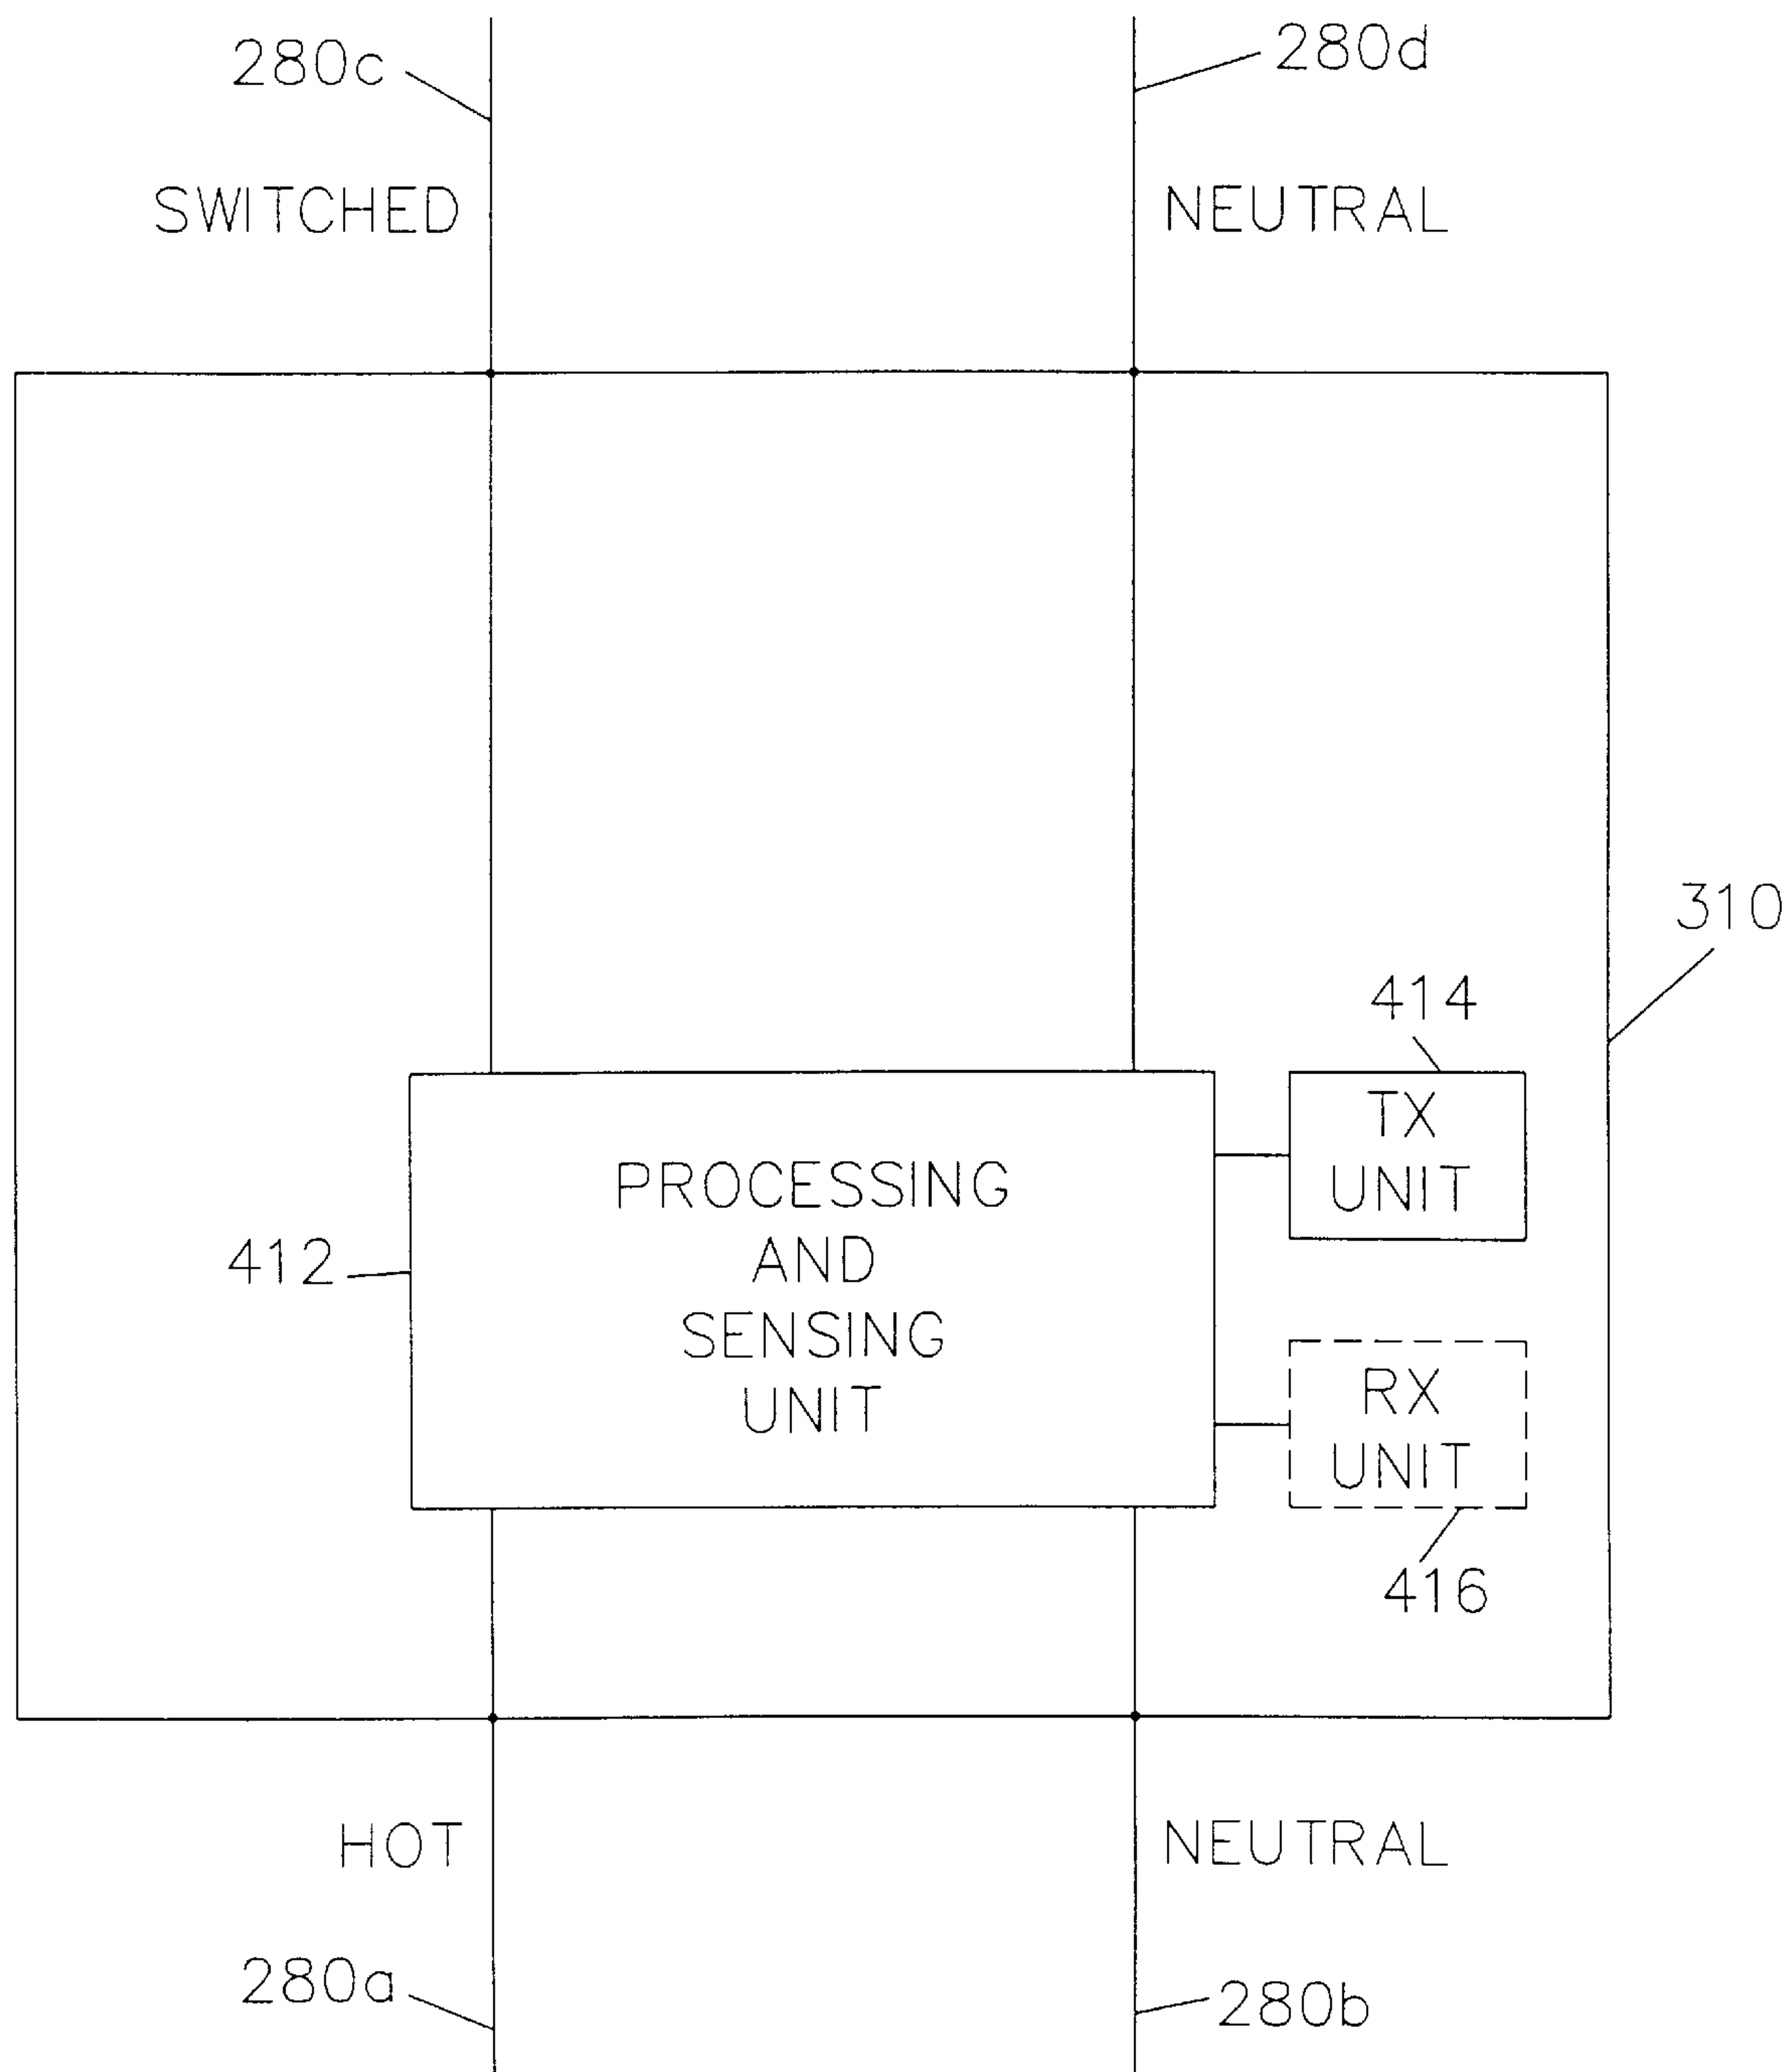 280c
280d
SWITCHED
NEUTRAL
310
414
TX
UNIT
PROCESSING
AND
SENSING
UNIT
412
RX
UNIT
416
HOT
NEUTRAL
280a
280b